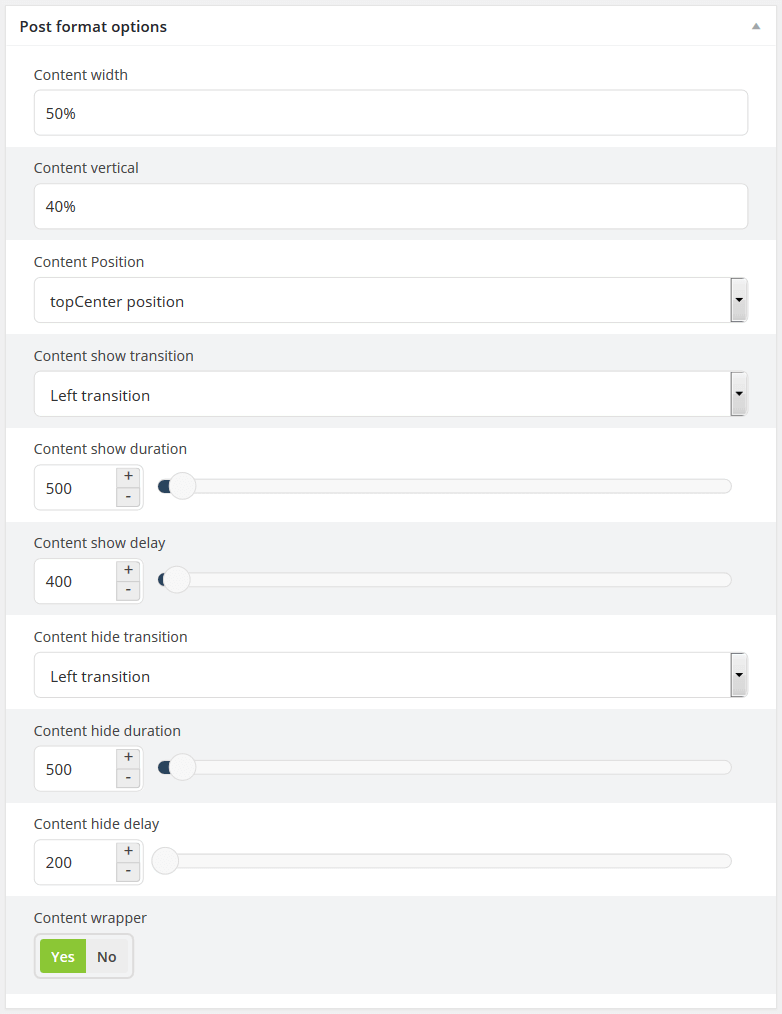 Post format options
Content width
50%
Content vertical
40%
Content Position
topCenter position
Content show transition
Left transition
Content show duration
500
+
-
Content show delay
400
+
-
Content hide transition
Left transition
Content hide duration
500
+
-
Content hide delay
200
+
-
Content wrapper
Yes No